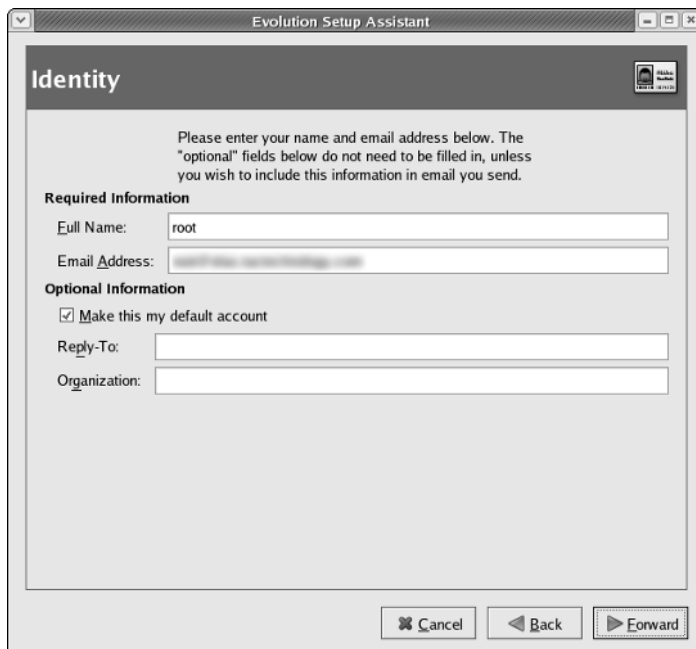 Evolution Setup Assistant
Identity
Please enter your name and email address below. The
"optional" fields below do not need to be filled in, unless
you wish to include this information in email you send.
Required Information
Full Name: root
Email Address:
Optional Information
Make this my default account
Reply-To:
Organization:
Cancel Back Forward